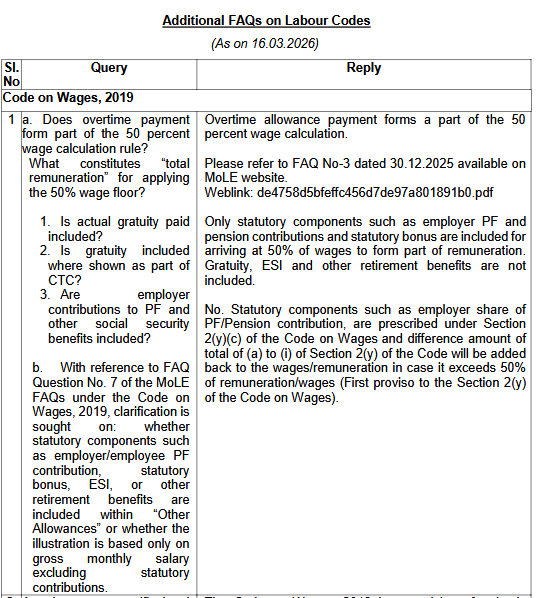 Additional FAQs on Labour Codes
(As on 16.03.2026)
Sl. No
Query
Reply
Code on Wages, 2019
1
a. Does overtime payment
form part of the 50 percent
wage calculation rule?
What constitutes "total
remuneration" for applying
the 50% wage floor?
1. Is actual gratuity paid
included?
2. Is gratuity included
where shown as part of
CTC?
3. Are employer
contributions to PF and
other social security
benefits included?
b. With reference to FAQ
Question No. 7 of the MoLE
FAQs under the Code on
Wages, 2019, clarification is
sought on: whether
statutory components such
as employer/employee PF
contribution, statutory
bonus, ESI, or other
retirement benefits are
included within "Other
Allowances" or whether the
illustration is based only on
gross monthly salary
excluding statutory
contributions.
Overtime allowance payment forms a part of the 50
percent wage calculation.
Please refer to FAQ No-3 dated 30.12.2025 available on
MoLE website.
Weblink: de4758d5bfeffc456d7de97a801891b0.pdf
Only statutory components such as employer PF and
pension contributions and statutory bonus are included for
arriving at 50% of wages to form part of remuneration.
Gratuity, ESI and other retirement benefits are not
included.
No. Statutory components such as employer share of
PF/Pension contribution, are prescribed under Section
2(y)(c) of the Code on Wages and difference amount of
total of (a) to (i) of Section 2(y) of the Code will be added
back to the wages/remuneration in case it exceeds 50%
of remuneration/wages (First proviso to the Section 2(y)
of the Code on Wages).